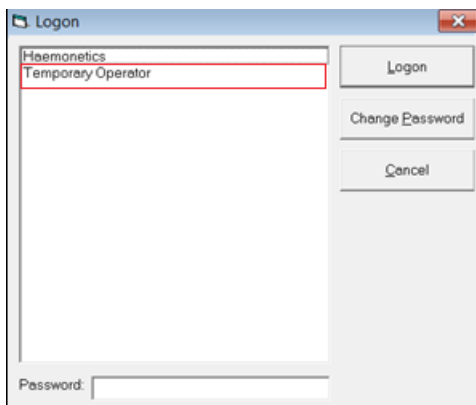 Logon
Haemonetics
Temporary Operator
Logon
Change Password
Cancel
Password: